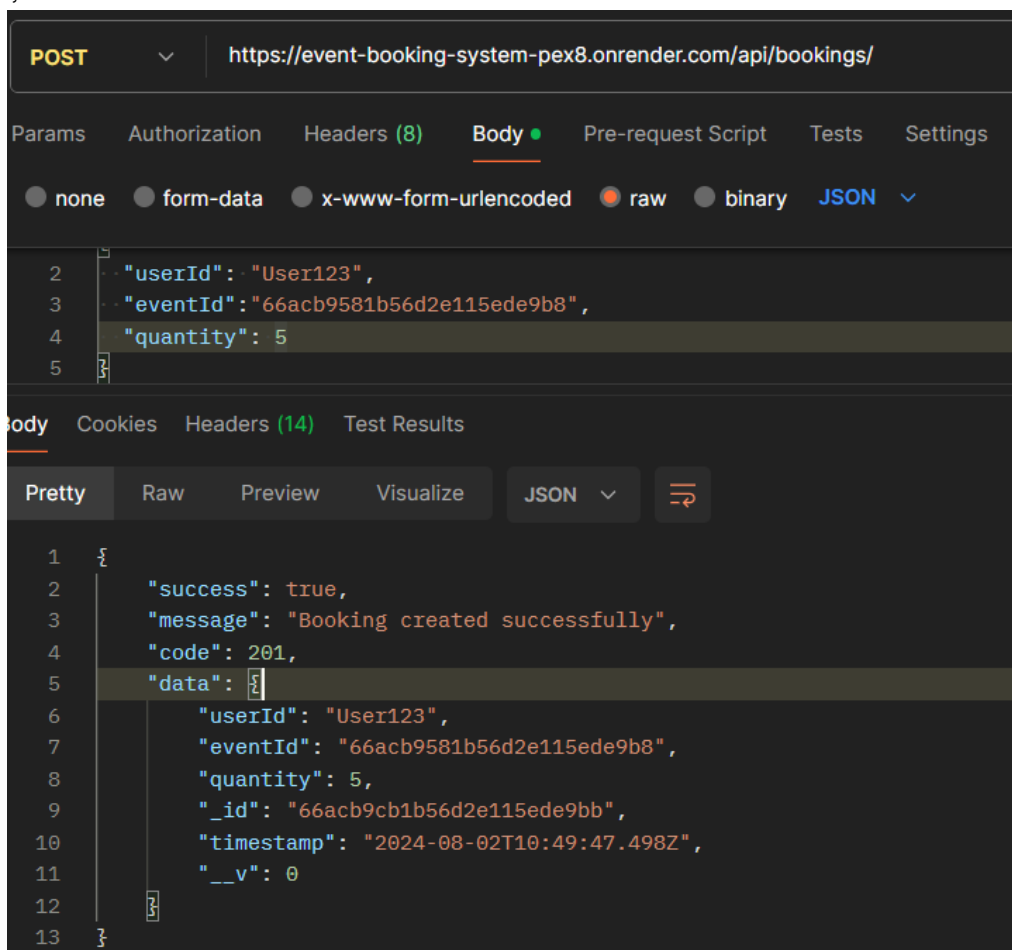 POST https://event-booking-system-pex8.onrender.com/api/bookings/
Params Authorization Headers (8) Body Pre-request Script Tests Settings
none form-data x-www-form-urlencoded raw binary JSON
{
2 "userId": "User123",
3 "eventId":"66acb9581b56d2e115ede9b8",
4 "quantity": 5
5 }
Body Cookies Headers (14) Test Results
Pretty Raw Preview Visualize JSON
1 {
2 "success": true,
3 "message": "Booking created successfully",
4 "code": 201,
5 "data": {
6 "userId": "User123",
7 "eventId": "66acb9581b56d2e115ede9b8",
8 "quantity": 5,
9 "_id": "66acb9cb1b56d2e115ede9bb",
10 "timestamp": "2024-08-02T10:49:47.498Z",
11 "__v": 0
12 }
13 }